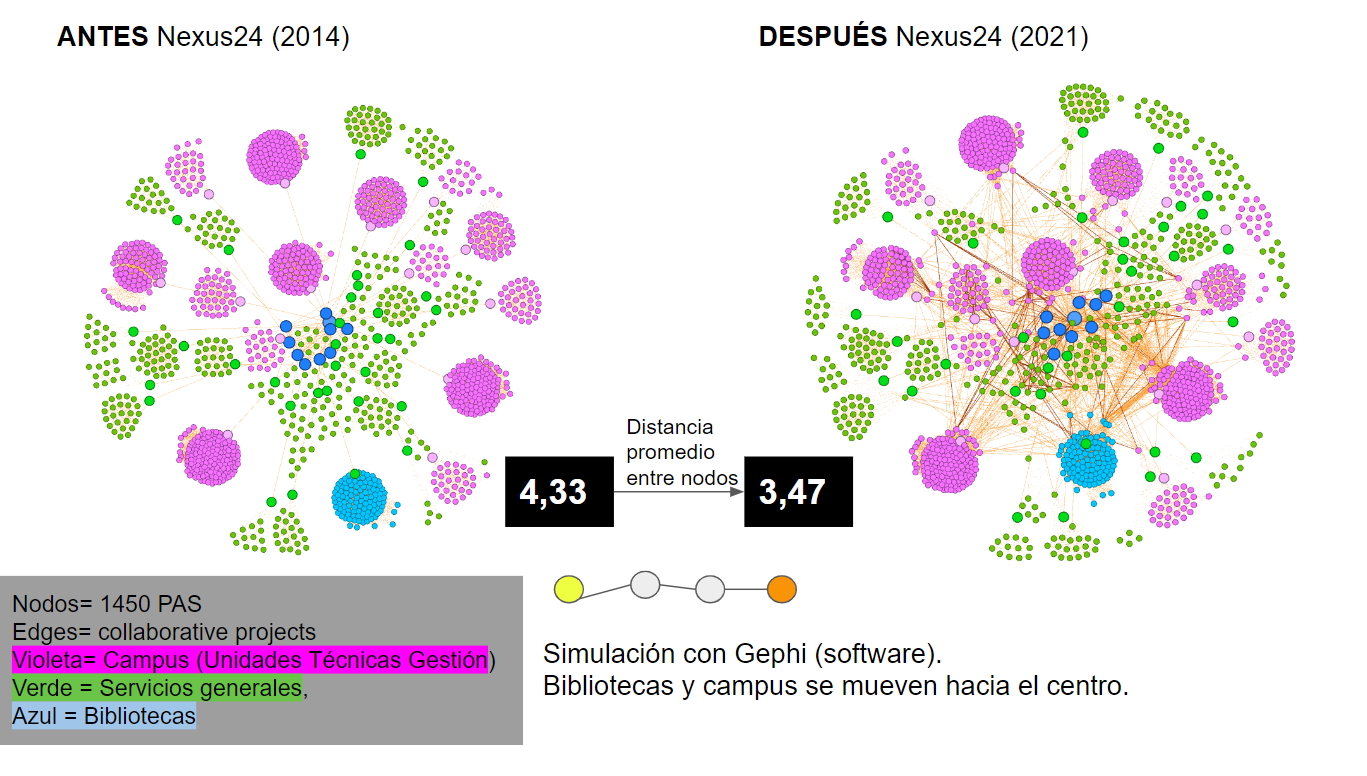 ANTES Nexus24 (2014)
DESPUÉS Nexus24 (2021)
Distancia
promedio
entre nodos
4,33
3,47
Nodos= 1450 PAS
Edges= collaborative projects
Violeta= Campus (Unidades Técnicas Gestión)
Verde = Servicios generales,
Azul = Bibliotecas
Simulación con Gephi (software).
Bibliotecas y campus se mueven hacia el centro.